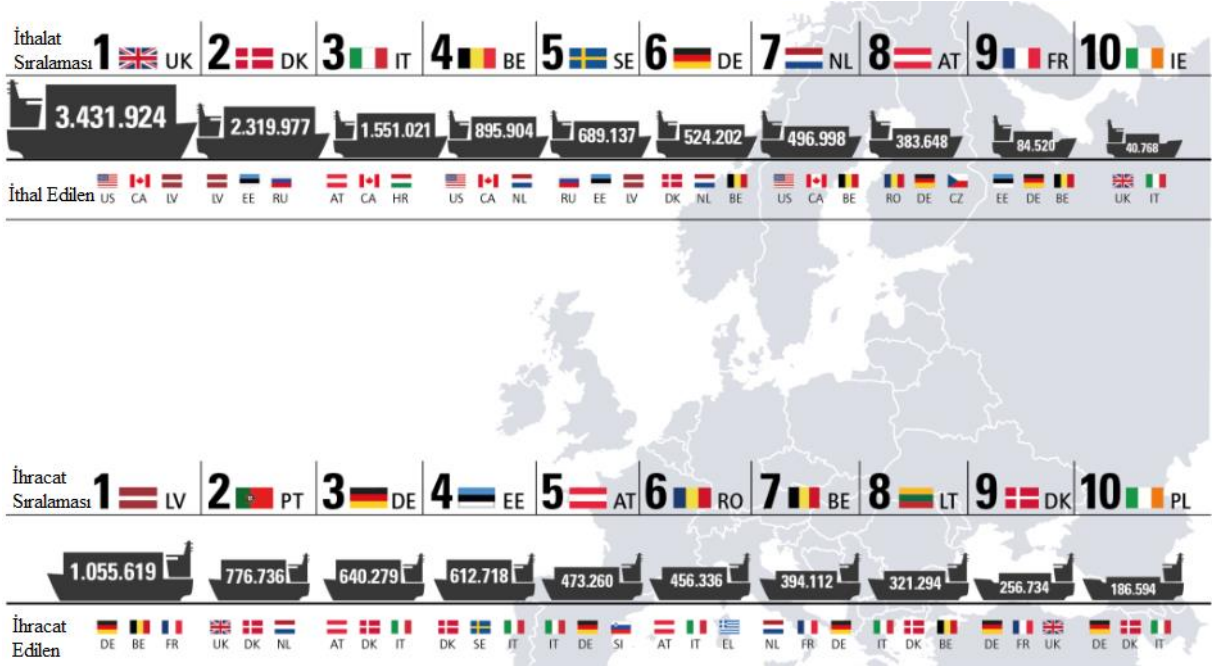 İthalat
Sıralaması 1 UK 2 DK 3 IT 4 BE 5 SE 6 DE 7 NL 8 AT 9 FR 10 IE
3.431.924 2.319.977 1.551.021 895.904 689.137 524.202 496.998 383.648 84.520 40.768
İthal Edilen US CA LV LV EE RU AT CA HR US CA NL RU EE LV DK NL BE US CA BE RO DE CZ EE DE BE UK IT
İhracat
Sıralaması 1 LV 2 PT 3 DE 4 EE 5 AT 6 RO 7 BE 8 LT 9 DK 10 PL
1.055.619 776.736 640.279 612.718 473.260 456.336 394.112 321.294 256.734 186.594
İhracat
Edilen DE BE FR UK DK NL AT DK IT DK SE IT IT DE SI AT IT EL NL FR DE IT DK BE DE FR UK DE DK IT